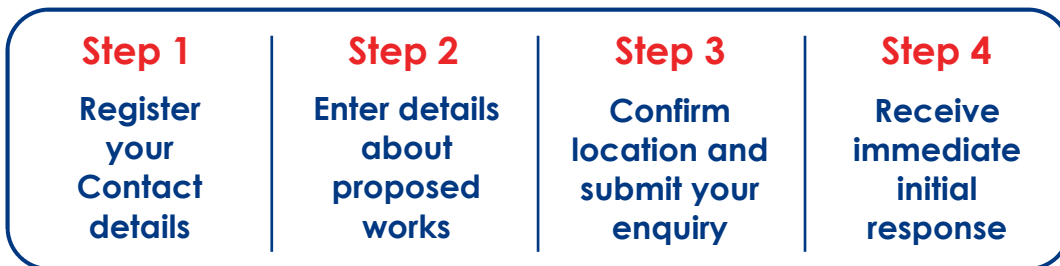 Step 1
Register
your
Contact
details
Step 2
Enter details
about
proposed
works
Step 3
Confirm
location and
submit your
enquiry
Step 4
Receive
immediate
initial
response